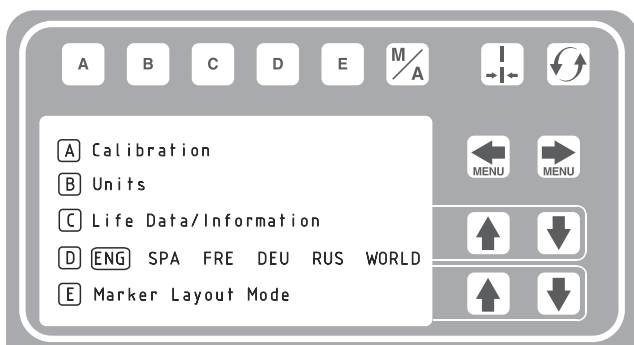 A B C D E M/A
A Calibration
MENU MENU
B Units
C Life Data/Information
D ENG SPA FRE DEU RUS WORLD
E Marker Layout Mode